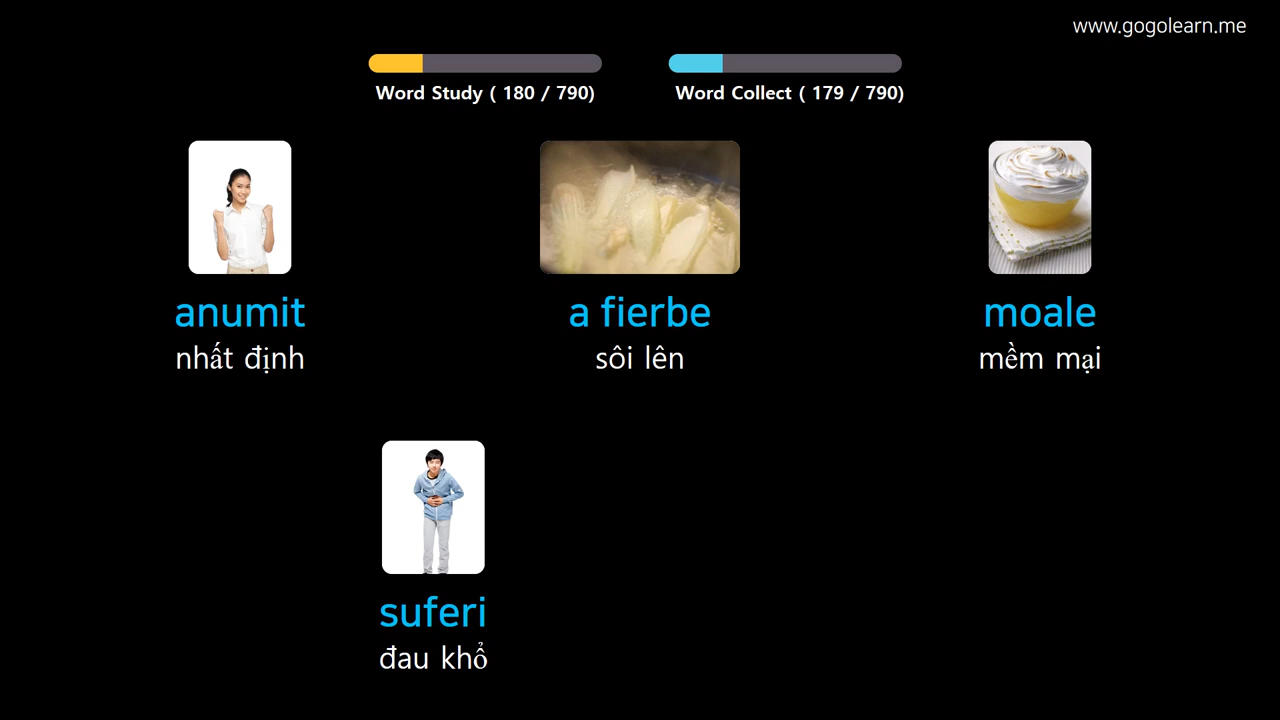 www.gogolearn.me
Word Study ( 180 / 790)
Word Collect ( 179 / 790)
anumit
nhất định
a fierbe
sôi lên
moale
mềm mại
suferi
đau khổ